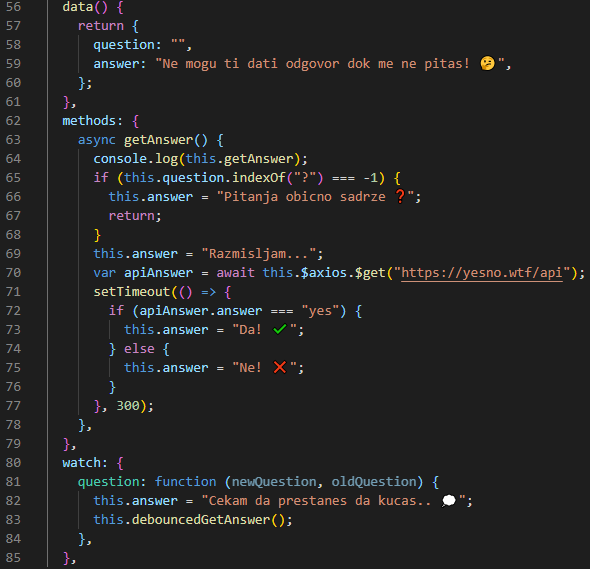 56 data() {
57 return {
58 question: "",
59 answer: "Ne mogu ti dati odgovor dok me ne pitas! 🤔",
60 };
61 },
62 methods: {
63 async getAnswer() {
64 console.log(this.getAnswer);
65 if (this.question.indexOf("?") === -1) {
66 this.answer = "Pitanja obicno sadrze ❓";
67 return;
68 }
69 this.answer = "Razmisljam...";
70 var apiAnswer = await this.$axios.$get("https://yesno.wtf/api");
71 setTimeout(() => {
72 if (apiAnswer.answer === "yes") {
73 this.answer = "Da! ✔️";
74 } else {
75 this.answer = "Ne! ❌";
76 }
77 }, 300);
78 },
79 },
80 watch: {
81 question: function (newQuestion, oldQuestion) {
82 this.answer = "Cekam da prestanes da kucas.. 💭";
83 this.debouncedGetAnswer();
84 },
85 },